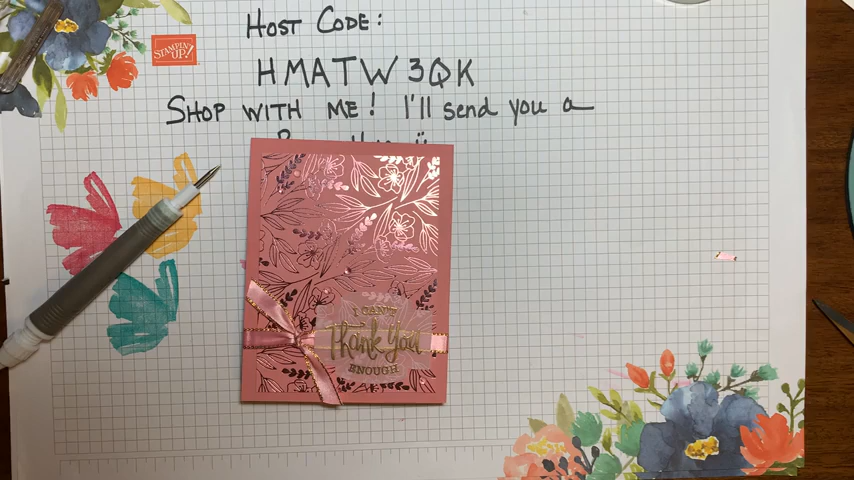 HOST CODE:
STAMPIN' UP!
HMATW3QK
SHOP WITH ME! I'll send you a
I CAN'T
Thank You
ENOUGH